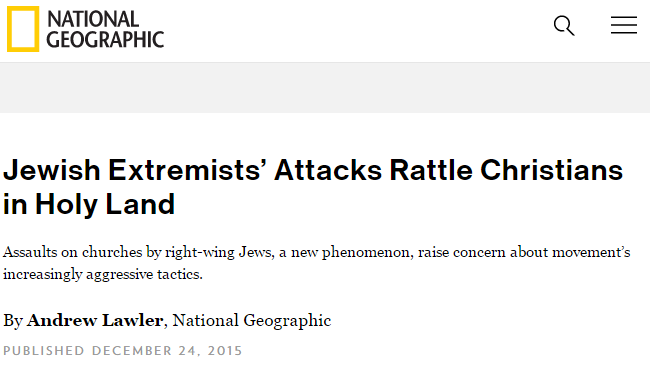 NATIONAL
GEOGRAPHIC
Jewish Extremists’ Attacks Rattle Christians
in Holy Land
Assaults on churches by right-wing Jews, a new phenomenon, raise concern about movement’s
increasingly aggressive tactics.
By Andrew Lawler, National Geographic
PUBLISHED DECEMBER 24, 2015